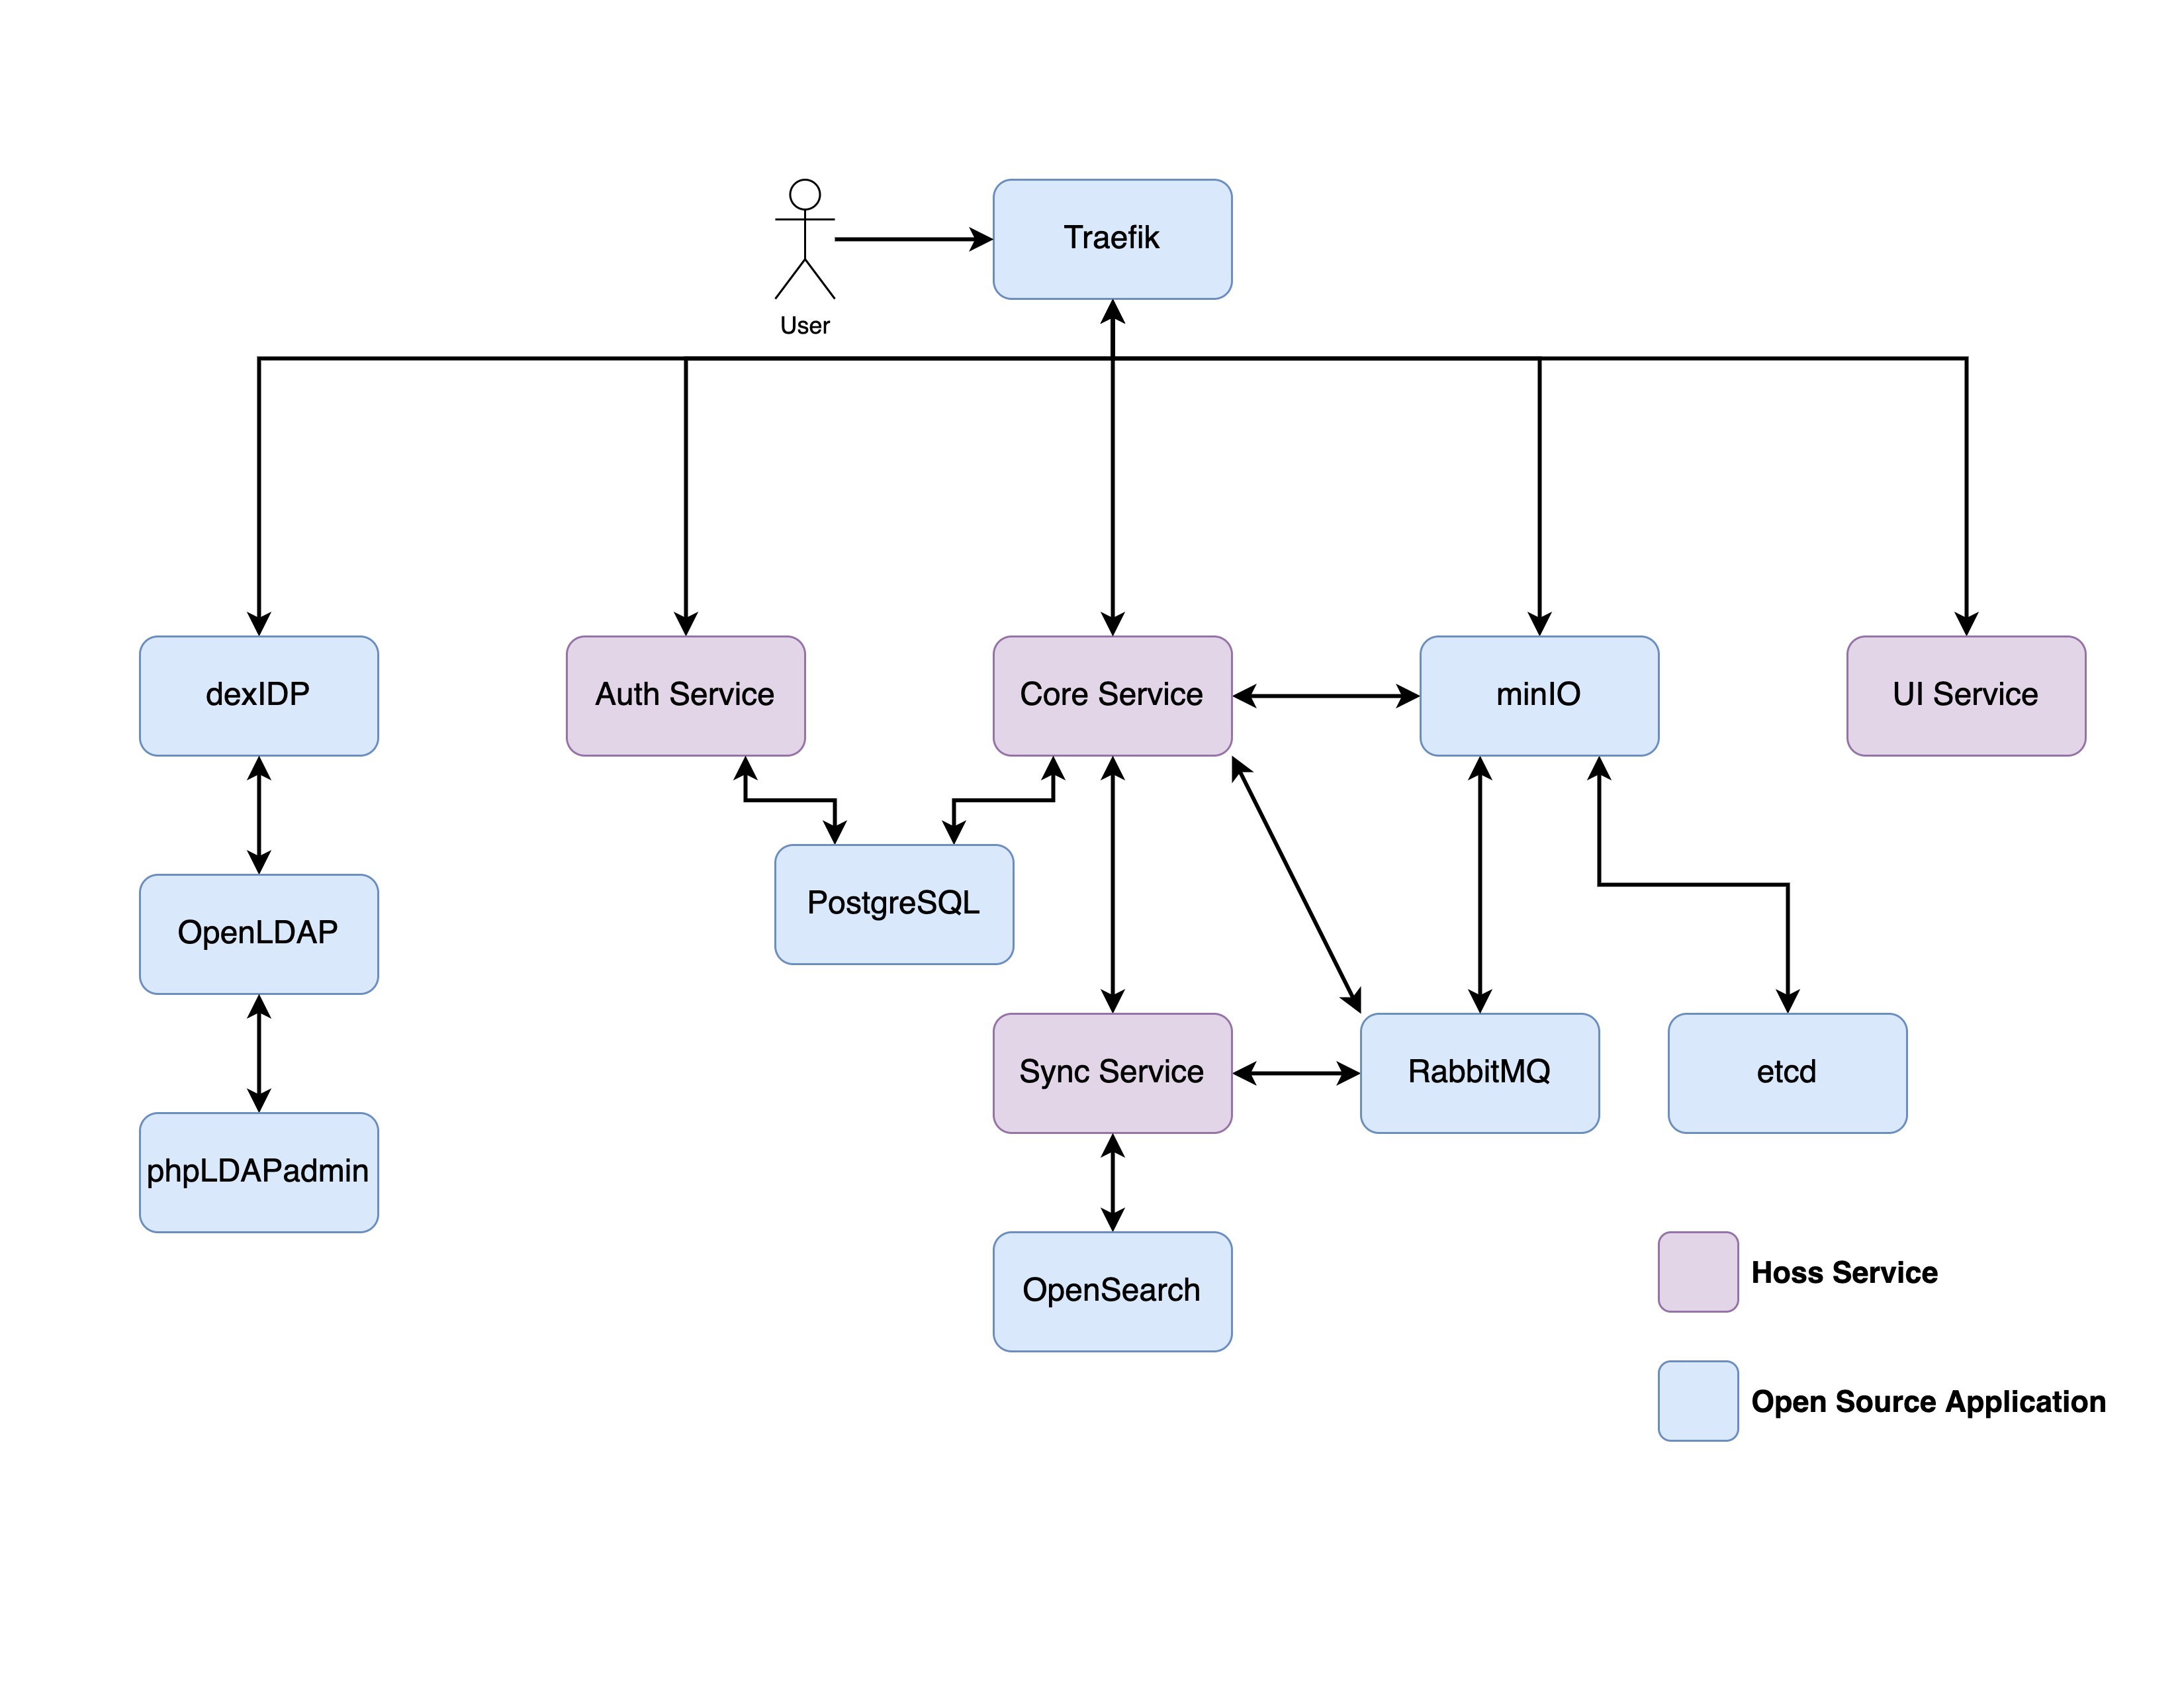 Traefik
User
dexIDP
Auth Service
Core Service
minIO
UI Service
PostgreSQL
OpenLDAP
Sync Service
RabbitMQ
etcd
phpLDAPadmin
OpenSearch
Hoss Service
Open Source Application